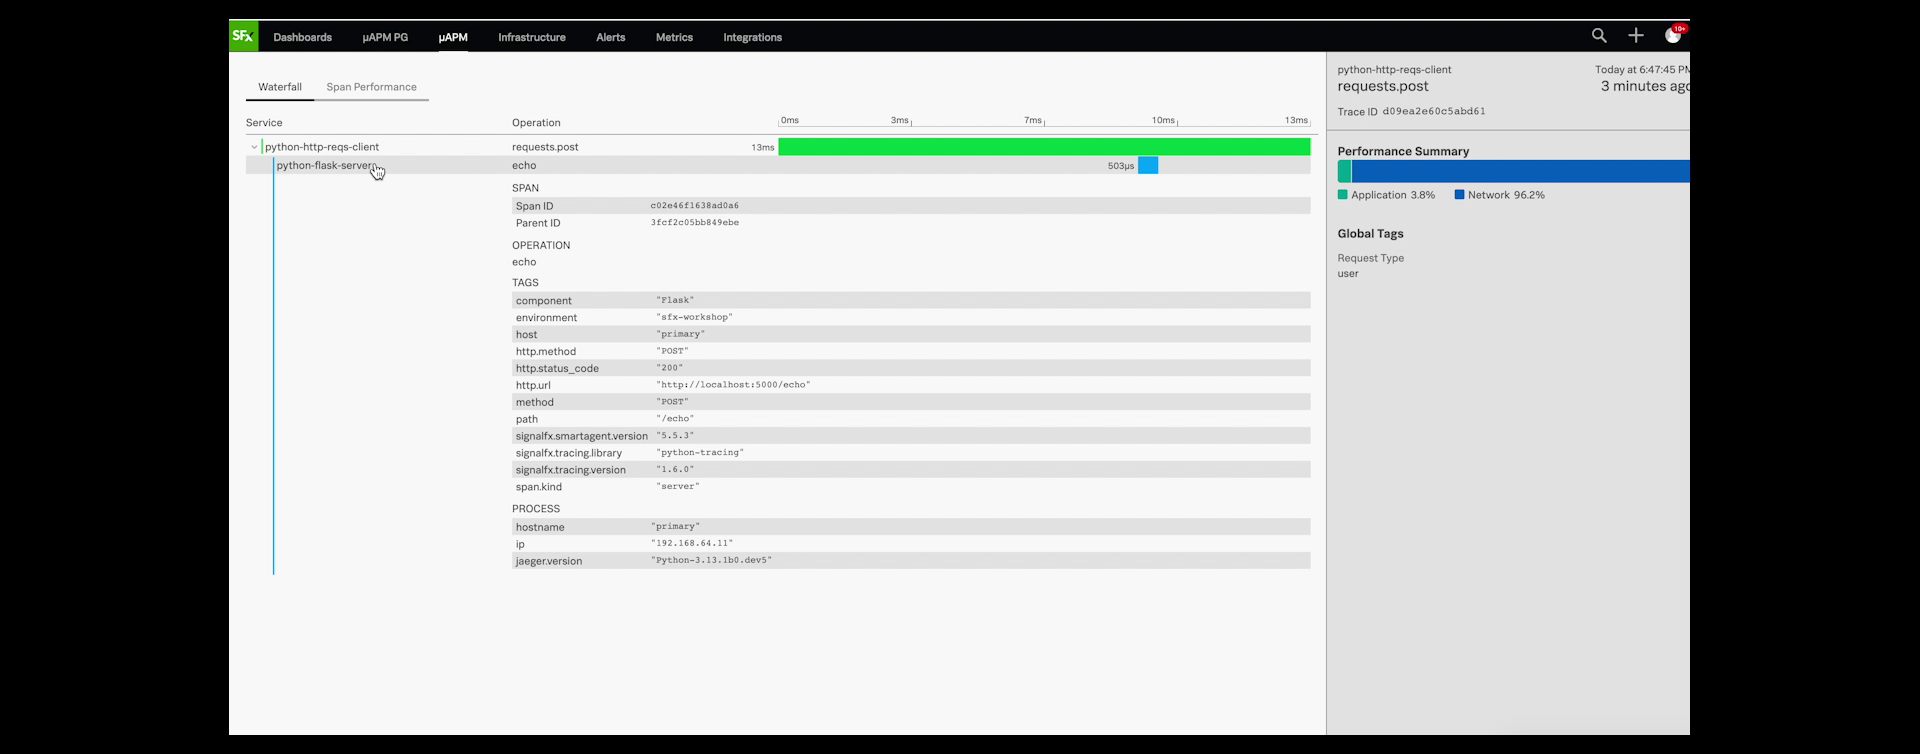 SFx Dashboards µAPM PG µAPM Infrastructure Alerts Metrics Integrations 10+
Waterfall Span Performance
Service Operation 0ms 3ms 7ms 10ms 13ms
python-http-reqs-client requests.post 13ms
python-flask-server echo 503µs
SPAN
Span ID c02e46f1638ad0a6
Parent ID 3fcf2c05bb849ebe
OPERATION
echo
TAGS
component "Flask"
environment "sfx-workshop"
host "primary"
http.method "POST"
http.status_code "200"
http.url "http://localhost:5000/echo"
method "POST"
path "/echo"
signalfx.smartagent.version "5.5.3"
signalfx.tracing.library "python-tracing"
signalfx.tracing.version "1.6.0"
span.kind "server"
PROCESS
hostname "primary"
ip "192.168.64.11"
jaeger.version "Python-3.13.1b0.dev5"
python-http-reqs-client Today at 6:47:45 PM
requests.post 3 minutes ago
Trace ID d09ea2e60c5abd61
Performance Summary
Application 3.8% Network 96.2%
Global Tags
Request Type
user